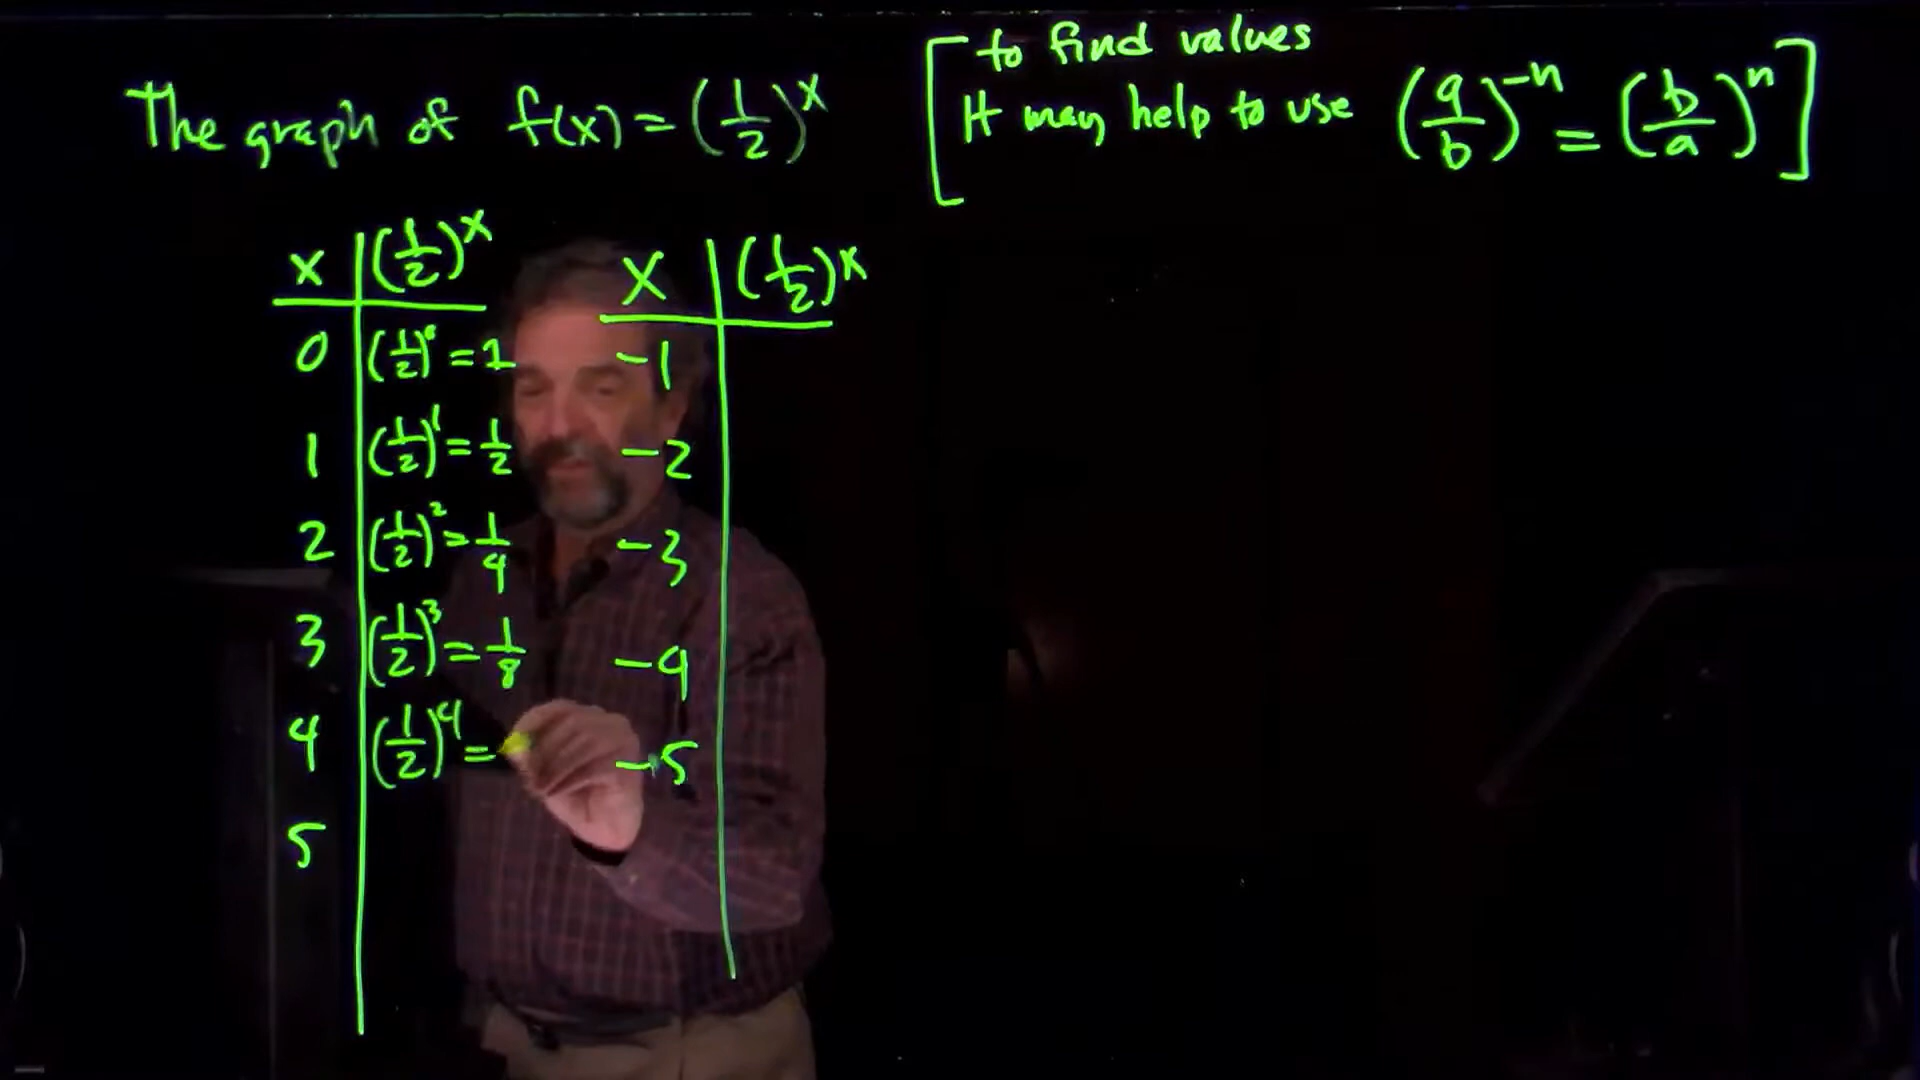 The graph of f(x) = (1/2)^x
[to find values
It may help to use (a/b)^-n = (b/a)^n]
x | (1/2)^x
0 | (1/2)^0 = 1
1 | (1/2)^1 = 1/2
2 | (1/2)^2 = 1/4
3 | (1/2)^3 = 1/8
4 | (1/2)^4 =
5 |
x | (1/2)^x
-1 |
-2 |
-3 |
-4 |
-5 |